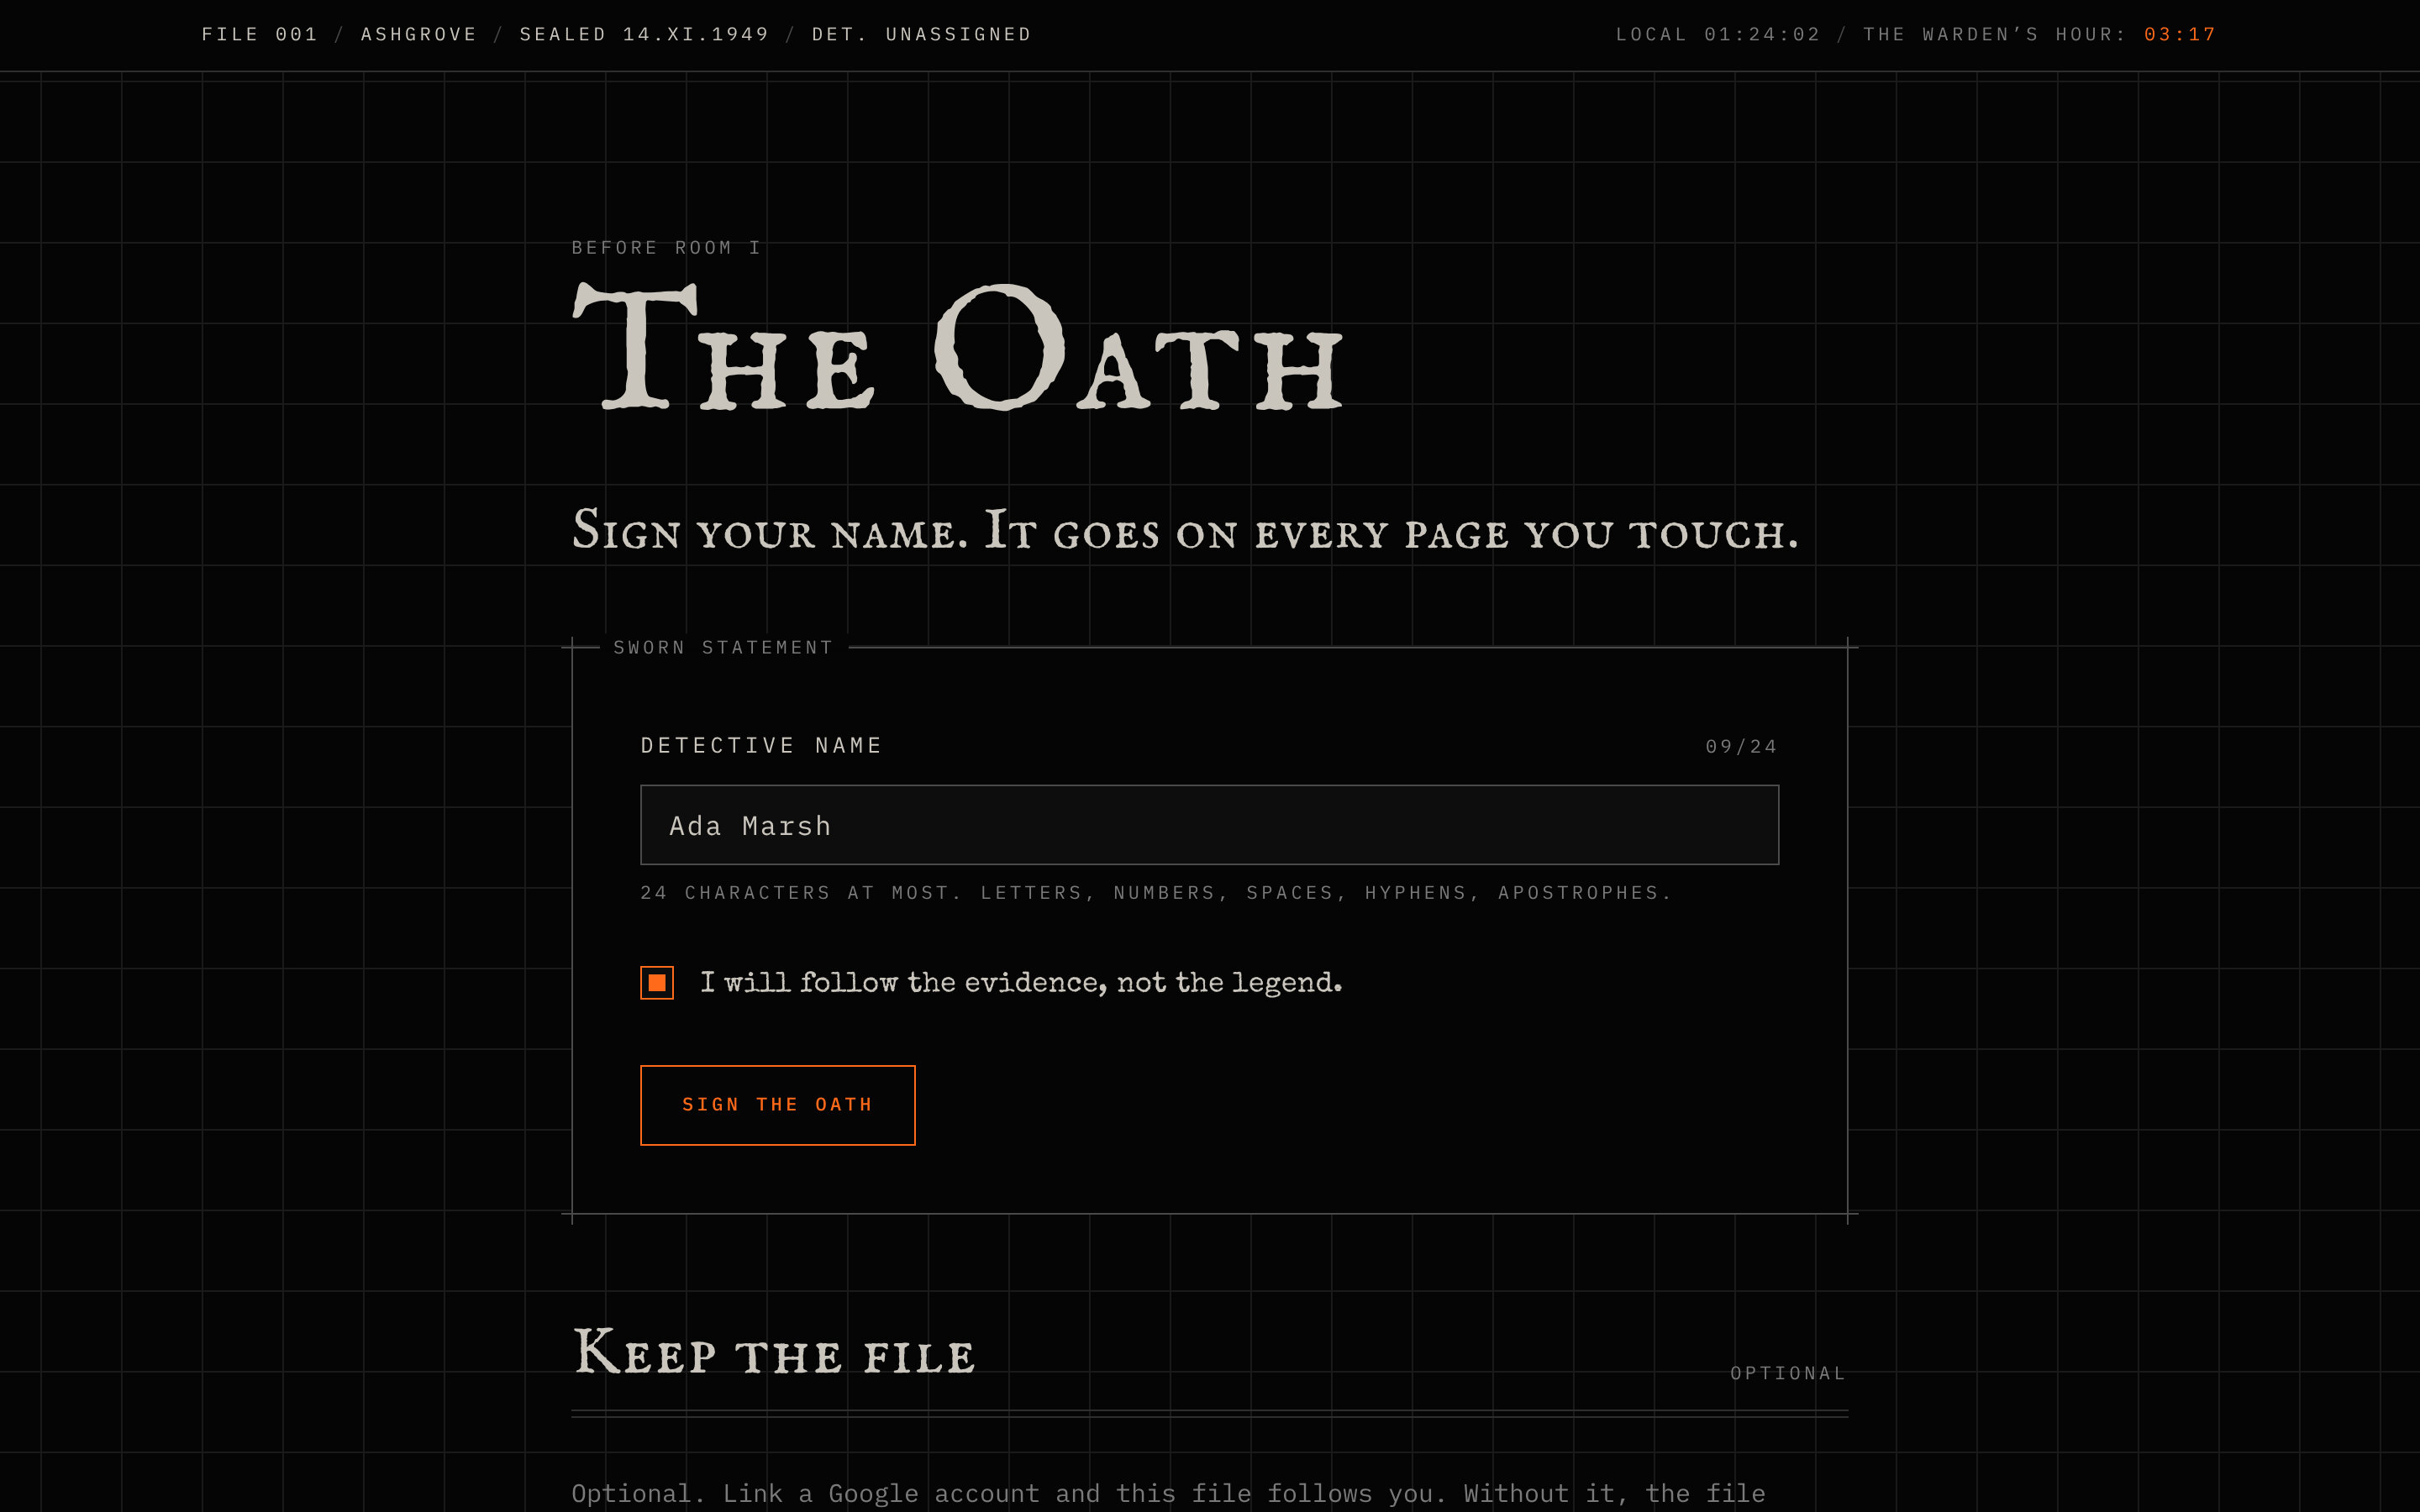 FILE 001 / ASHGROVE / SEALED 14.XI.1949 / DET. UNASSIGNED
LOCAL 01:24:02 / THE WARDEN’S HOUR: 03:17
BEFORE ROOM I
The Oath
Sign your name. It goes on every page you touch.
SWORN STATEMENT
DETECTIVE NAME
09/24
Ada Marsh
24 CHARACTERS AT MOST. LETTERS, NUMBERS, SPACES, HYPHENS, APOSTROPHES.
I will follow the evidence, not the legend.
SIGN THE OATH
Keep the file
OPTIONAL
Optional. Link a Google account and this file follows you. Without it, the file